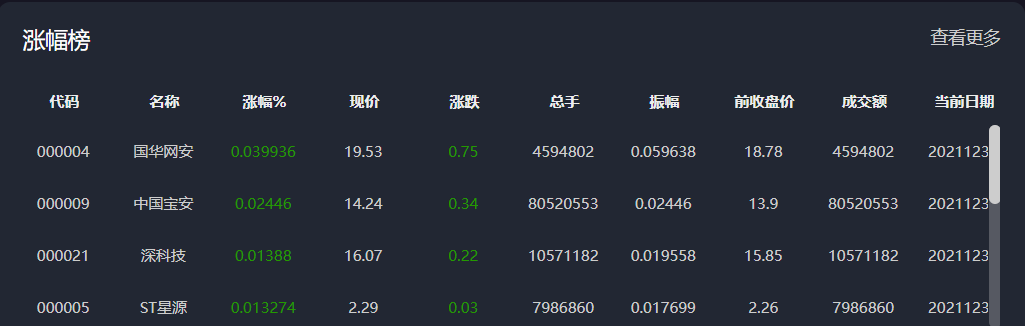 涨幅榜 查看更多
代码 名称 涨幅% 现价 涨跌 总手 振幅 前收盘价 成交额 当前日期
000004 国华网安 0.039936 19.53 0.75 4594802 0.059638 18.78 4594802 2021123
000009 中国宝安 0.02446 14.24 0.34 80520553 0.02446 13.9 80520553 2021123
000021 深科技 0.01388 16.07 0.22 10571182 0.019558 15.85 10571182 2021123
000005 ST星源 0.013274 2.29 0.03 7986860 0.017699 2.26 7986860 2021123